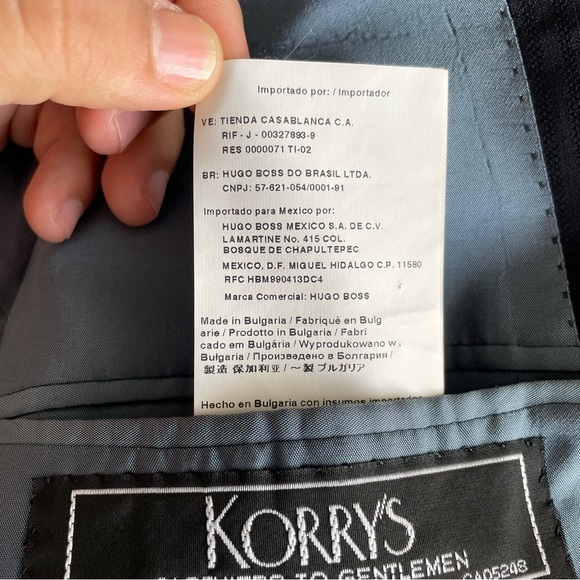 Importado por: / Importador
VE: TIENDA CASABLANCA C.A.
RIF - J - 00327893-9
RES 0000071 TI-02
BR: HUGO BOSS DO BRASIL LTDA.
CNPJ: 57-621-054/0001-91
Importado para Mexico por:
HUGO BOSS MEXICO S.A. DE C.V.
LAMARTINE No. 415 COL.
BOSQUE DE CHAPULTEPEC
MEXICO, D.F. MIGUEL HIDALGO C.P. 11580
RFC HBM990413DC4
Marca Comercial: HUGO BOSS
Made in Bulgaria / Fabriqué en Bulg
arie / Prodotto in Bulgaria / Fabri
cado em Bulgária / Wyprodukowano w
Bułgaria / Произведено в Болгария /
製造 保加利亚/ ～製 ブルガリア
Hecho en Bulgaria con insumos importados
KORRY'S
TO GENTLEMEN
CA05248